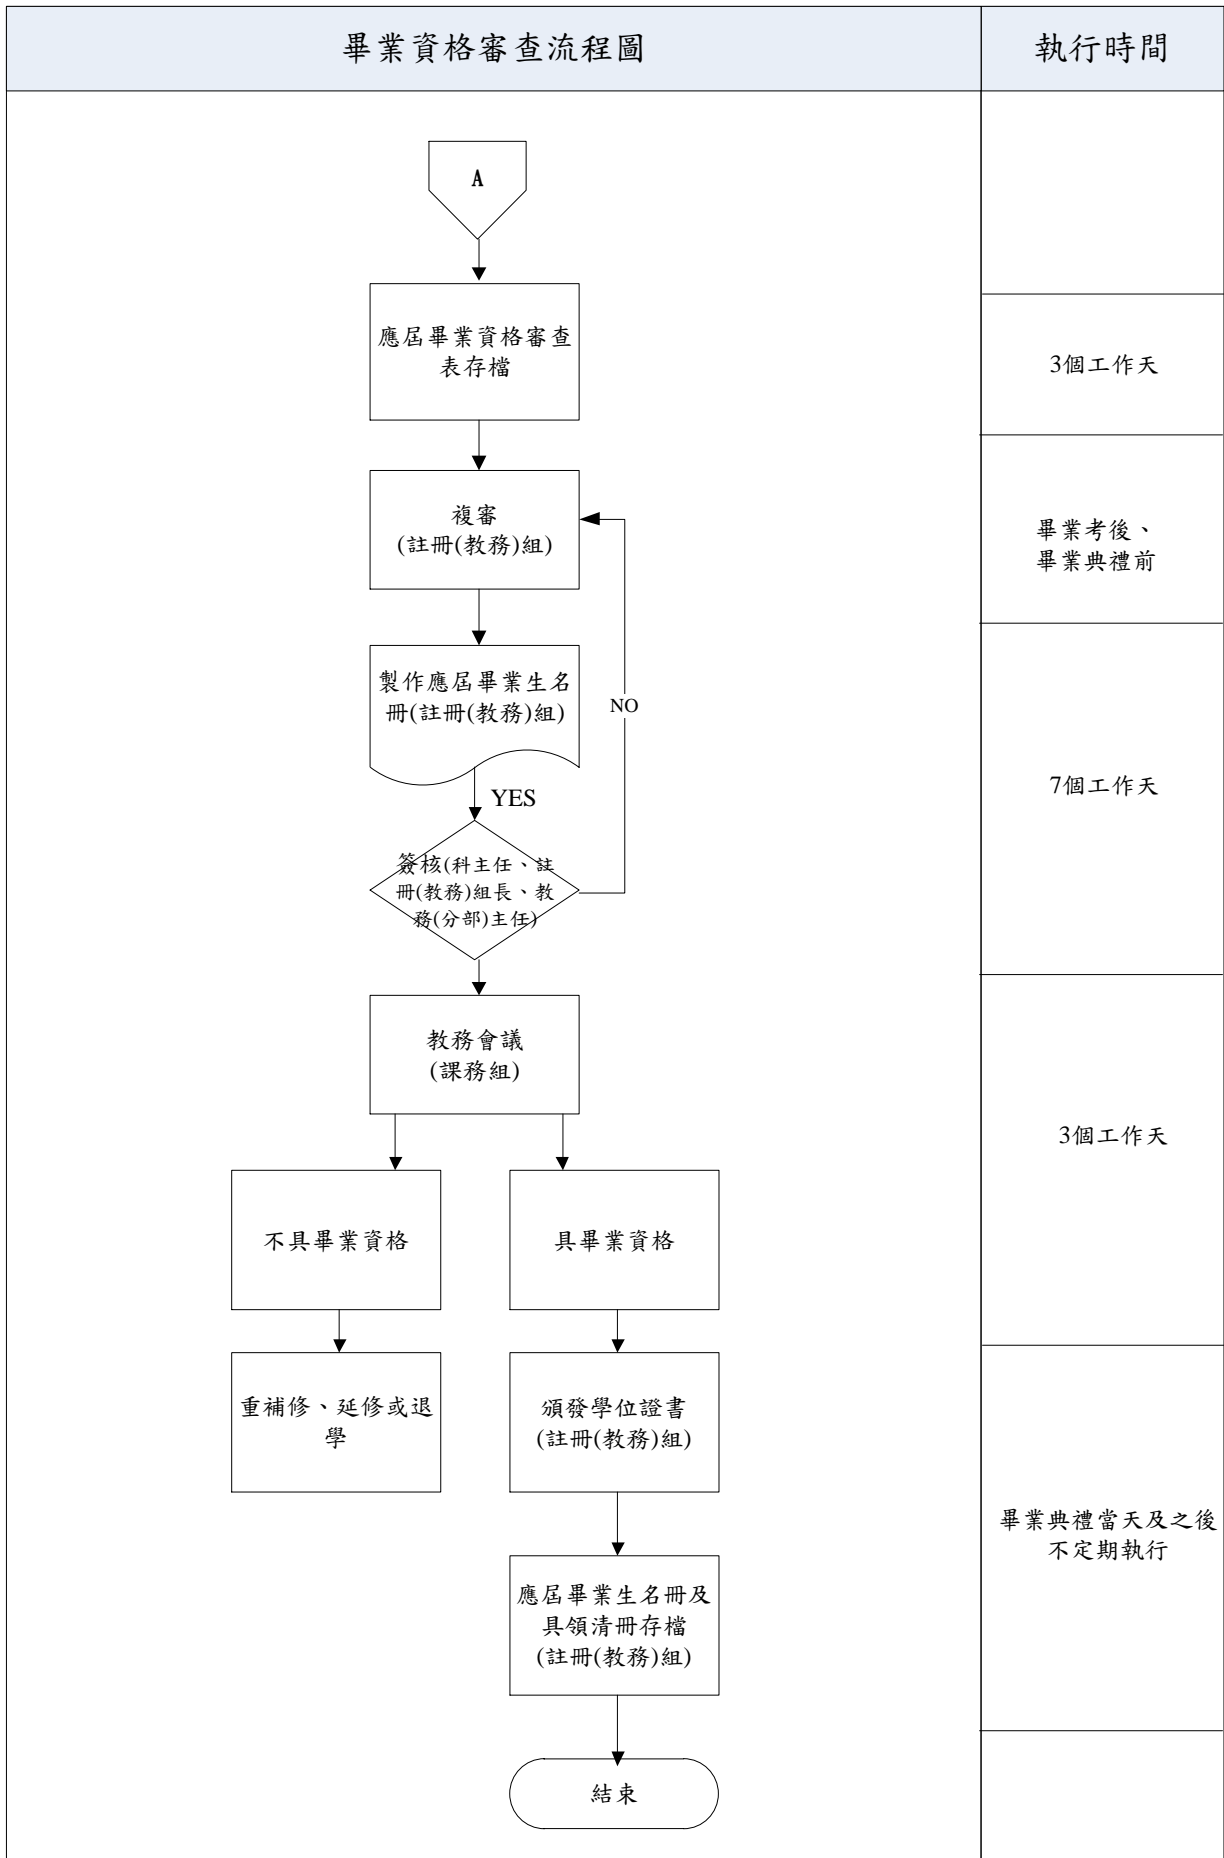 畢業資格審查流程圖
執行時間
A
應屆畢業資格審查
表存檔
3個工作天
複審
(註冊(教務)組)
畢業考後、
畢業典禮前
製作應屆畢業生名
冊(註冊(教務)組)
NO
7個工作天
YES
簽核(科主任、註
冊(教務)組長、教
務(分部)主任)
教務會議
(課務組)
3個工作天
不具畢業資格
具畢業資格
重補修、延修或退
學
頒發學位證書
(註冊(教務)組)
畢業典禮當天及之後
不定期執行
應屆畢業生名冊及
具領清冊存檔
(註冊(教務)組)
結束